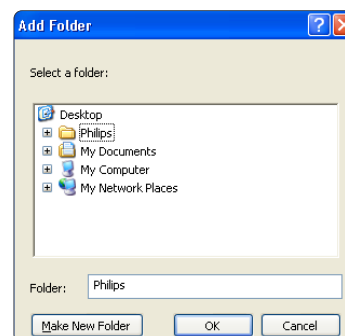 Add Folder
Select a folder:
Desktop
Philips
My Documents
My Computer
My Network Places
Folder: Philips
Make New Folder OK Cancel